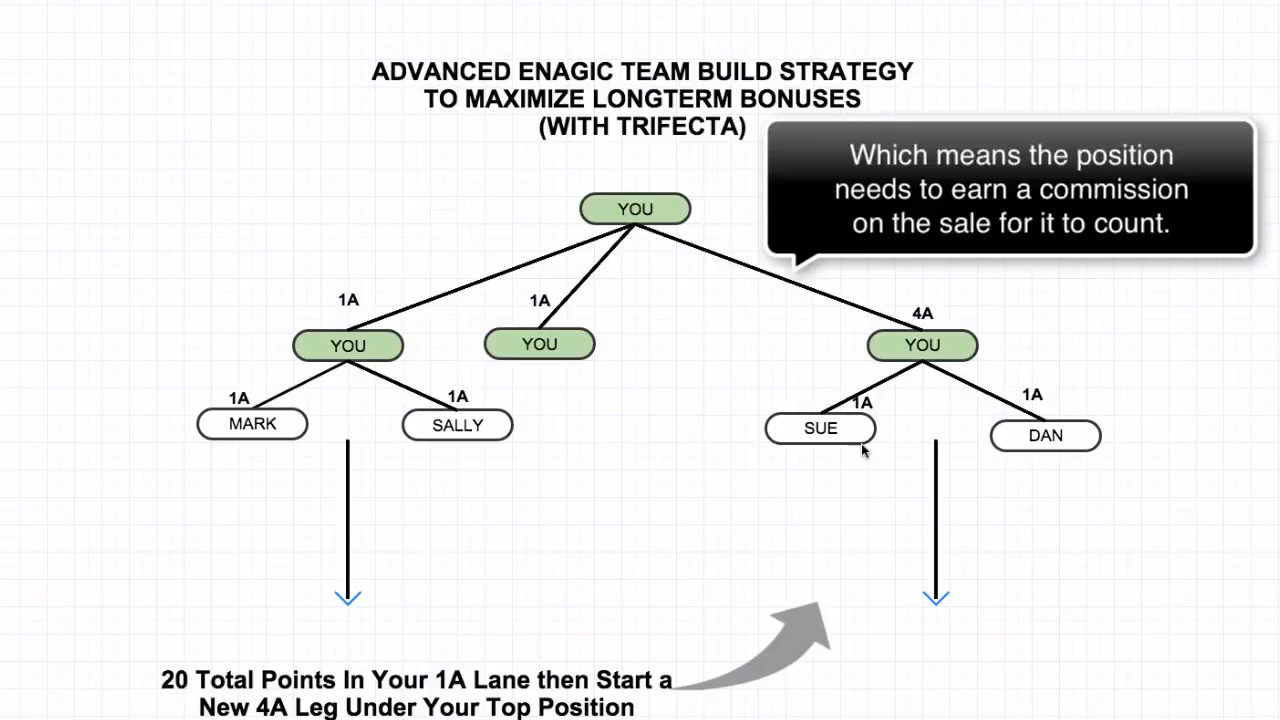 ADVANCED ENAGIC TEAM BUILD STRATEGY
TO MAXIMIZE LONGTERM BONUSES
(WITH TRIFECTA)
Which means the position
needs to earn a commission
on the sale for it to count.
YOU
1A
1A
4A
YOU
YOU
YOU
1A
1A
1A
1A
MARK
SALLY
SUE
DAN
20 Total Points In Your 1A Lane then Start a
New 4A Leg Under Your Top Position